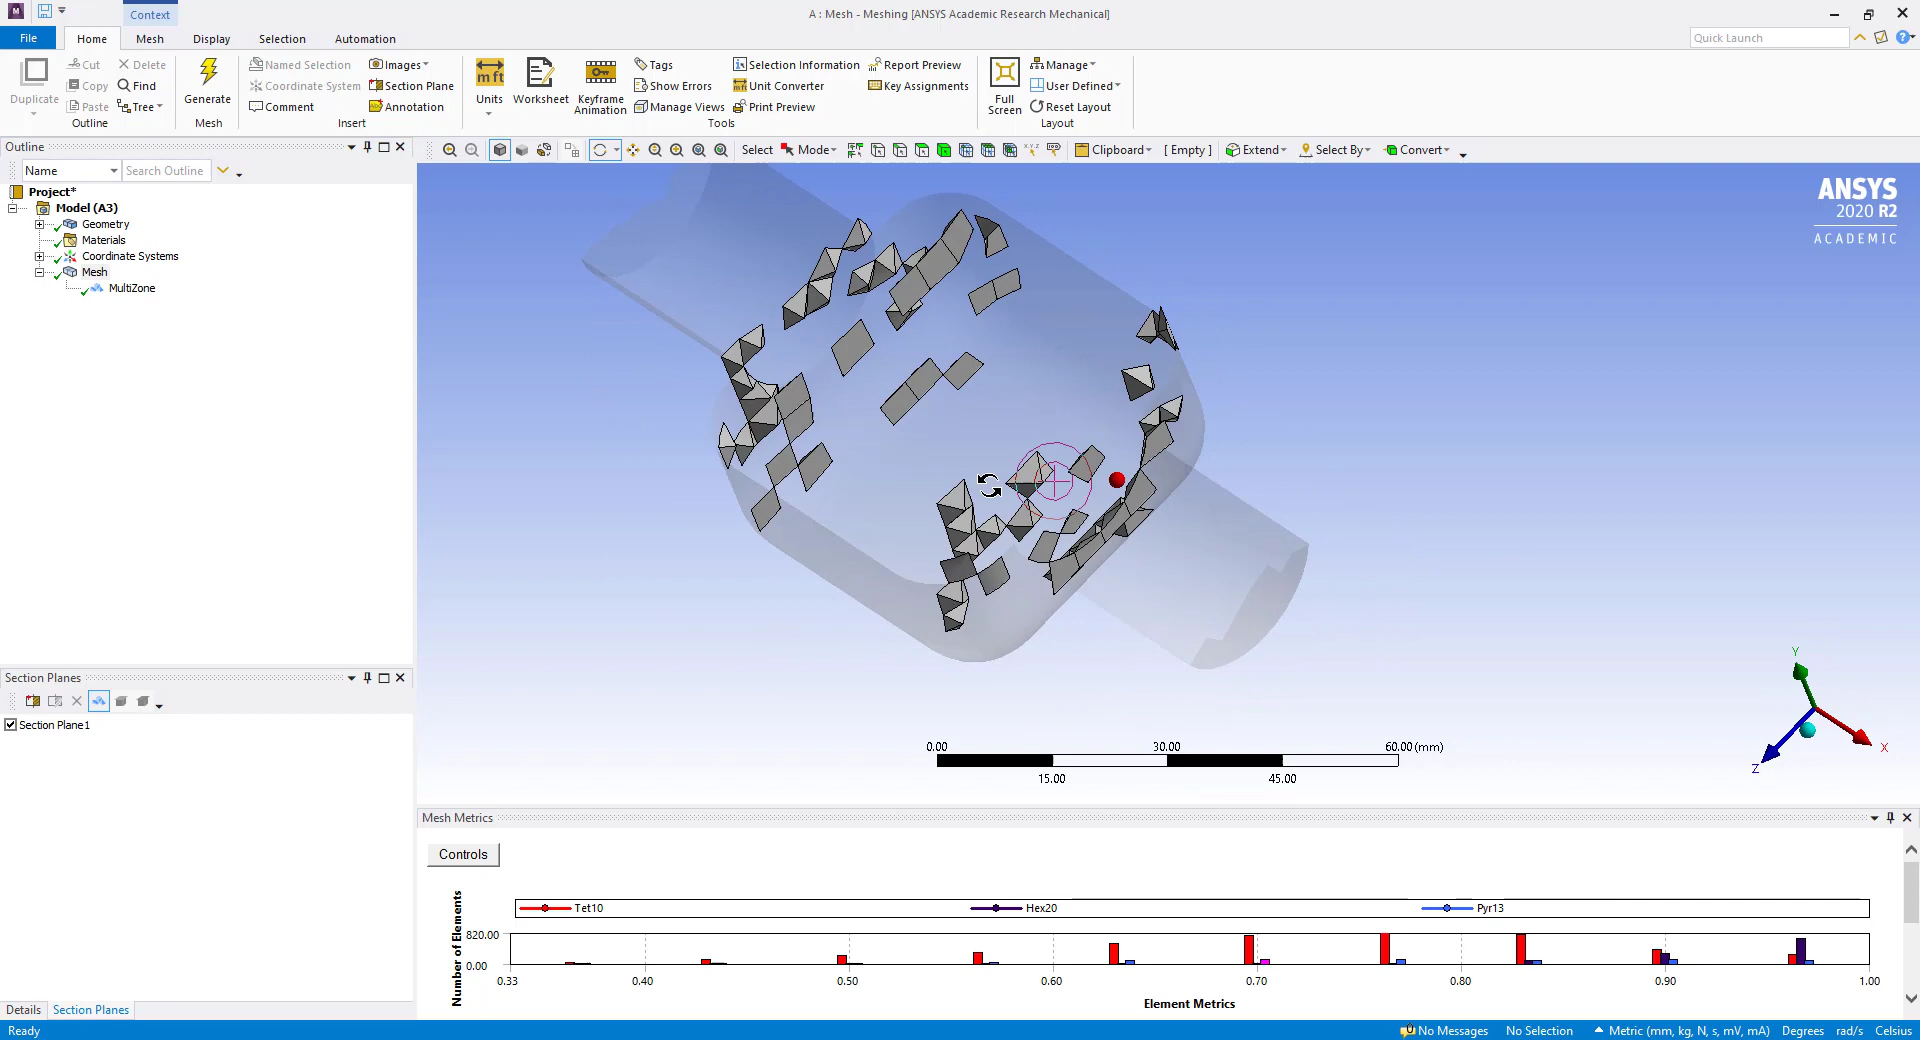 Context
A : Mesh - Meshing [ANSYS Academic Research Mechanical]
File Home Mesh Display Selection Automation
Quick Launch
Duplicate
Cut
Copy
Paste
Delete
Find
Tree
Outline
Generate
Mesh
Named Selection
Coordinate System
Comment
Images
Section Plane
Annotation
Insert
Units
Worksheet
Keyframe
Animation
Tags
Show Errors
Manage Views
Selection Information
Unit Converter
Print Preview
Report Preview
Key Assignments
Tools
Full
Screen
Manage
User Defined
Reset Layout
Layout
Outline
Name Search Outline
Select Mode Clipboard [ Empty ] Extend Select By Convert
Project*
Model (A3)
Geometry
Materials
Coordinate Systems
Mesh
MultiZone
ANSYS
2020 R2
ACADEMIC
Section Planes
Section Plane1
Y
X
Z
0.00 30.00 60.00 (mm)
15.00 45.00
Mesh Metrics
Controls
Tet10 Hex20 Pyr13
Number of Elements
820.00
0.00
0.33 0.40 0.50 0.60 0.70 0.80 0.90 1.00
Element Metrics
Details Section Planes
Ready No Messages No Selection Metric (mm, kg, N, s, mV, mA) Degrees rad/s Celsius